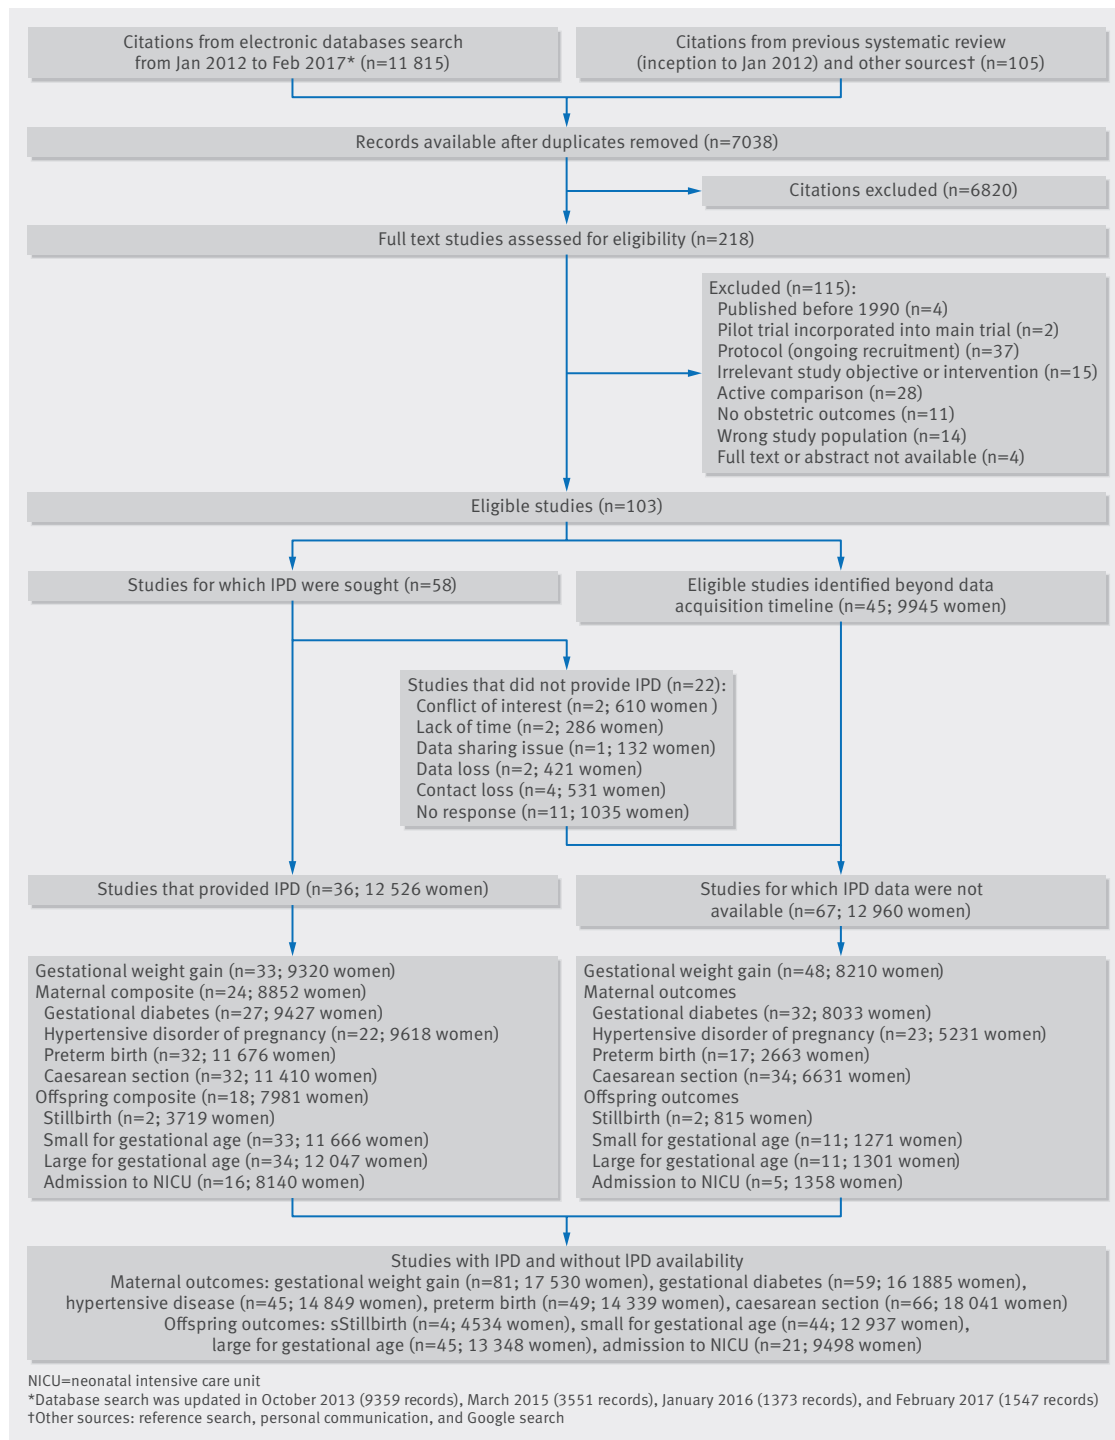 Citations from electronic databases search
from Jan 2012 to Feb 2017* (n=11 815)
Citations from previous systematic review
(inception to Jan 2012) and other sources† (n=105)
Records available after duplicates removed (n=7038)
Citations excluded (n=6820)
Full text studies assessed for eligibility (n=218)
Excluded (n=115):
Published before 1990 (n=4)
Pilot trial incorporated into main trial (n=2)
Protocol (ongoing recruitment) (n=37)
Irrelevant study objective or intervention (n=15)
Active comparison (n=28)
No obstetric outcomes (n=11)
Wrong study population (n=14)
Full text or abstract not available (n=4)
Eligible studies (n=103)
Studies for which IPD were sought (n=58)
Eligible studies identified beyond data
acquisition timeline (n=45; 9945 women)
Studies that did not provide IPD (n=22):
Conflict of interest (n=2; 610 women )
Lack of time (n=2; 286 women)
Data sharing issue (n=1; 132 women)
Data loss (n=2; 421 women)
Contact loss (n=4; 531 women)
No response (n=11; 1035 women)
Studies that provided IPD (n=36; 12 526 women)
Studies for which IPD data were not
available (n=67; 12 960 women)
Gestational weight gain (n=33; 9320 women)
Maternal composite (n=24; 8852 women)
Gestational diabetes (n=27; 9427 women)
Hypertensive disorder of pregnancy (n=22; 9618 women)
Preterm birth (n=32; 11 676 women)
Caesarean section (n=32; 11 410 women)
Offspring composite (n=18; 7981 women)
Stillbirth (n=2; 3719 women)
Small for gestational age (n=33; 11 666 women)
Large for gestational age (n=34; 12 047 women)
Admission to NICU (n=16; 8140 women)
Gestational weight gain (n=48; 8210 women)
Maternal outcomes
Gestational diabetes (n=32; 8033 women)
Hypertensive disorder of pregnancy (n=23; 5231 women)
Preterm birth (n=17; 2663 women)
Caesarean section (n=34; 6631 women)
Offspring outcomes
Stillbirth (n=2; 815 women)
Small for gestational age (n=11; 1271 women)
Large for gestational age (n=11; 1301 women)
Admission to NICU (n=5; 1358 women)
Studies with IPD and without IPD availability
Maternal outcomes: gestational weight gain (n=81; 17 530 women), gestational diabetes (n=59; 16 1885 women),
hypertensive disease (n=45; 14 849 women), preterm birth (n=49; 14 339 women), caesarean section (n=66; 18 041 women)
Offspring outcomes: sStillbirth (n=4; 4534 women), small for gestational age (n=44; 12 937 women),
large for gestational age (n=45; 13 348 women), admission to NICU (n=21; 9498 women)
NICU=neonatal intensive care unit
*Database search was updated in October 2013 (9359 records), March 2015 (3551 records), January 2016 (1373 records), and February 2017 (1547 records)
†Other sources: reference search, personal communication, and Google search